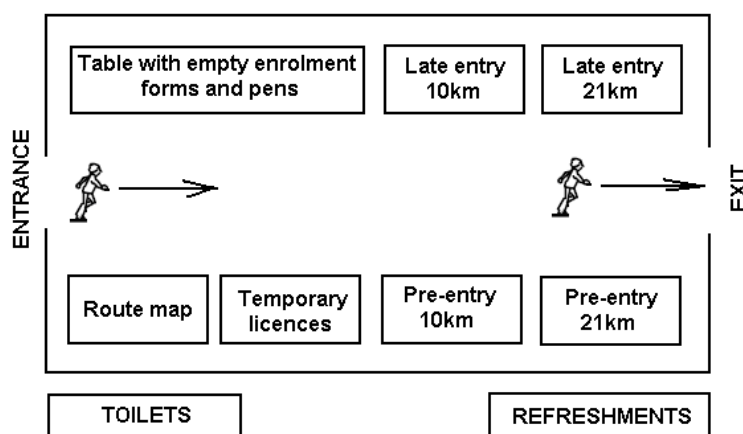 Table with empty enrolment
forms and pens
Late entry
10km
Late entry
21km
ENTRANCE
EXIT
Route map
Temporary
licences
Pre-entry
10km
Pre-entry
21km
TOILETS
REFRESHMENTS